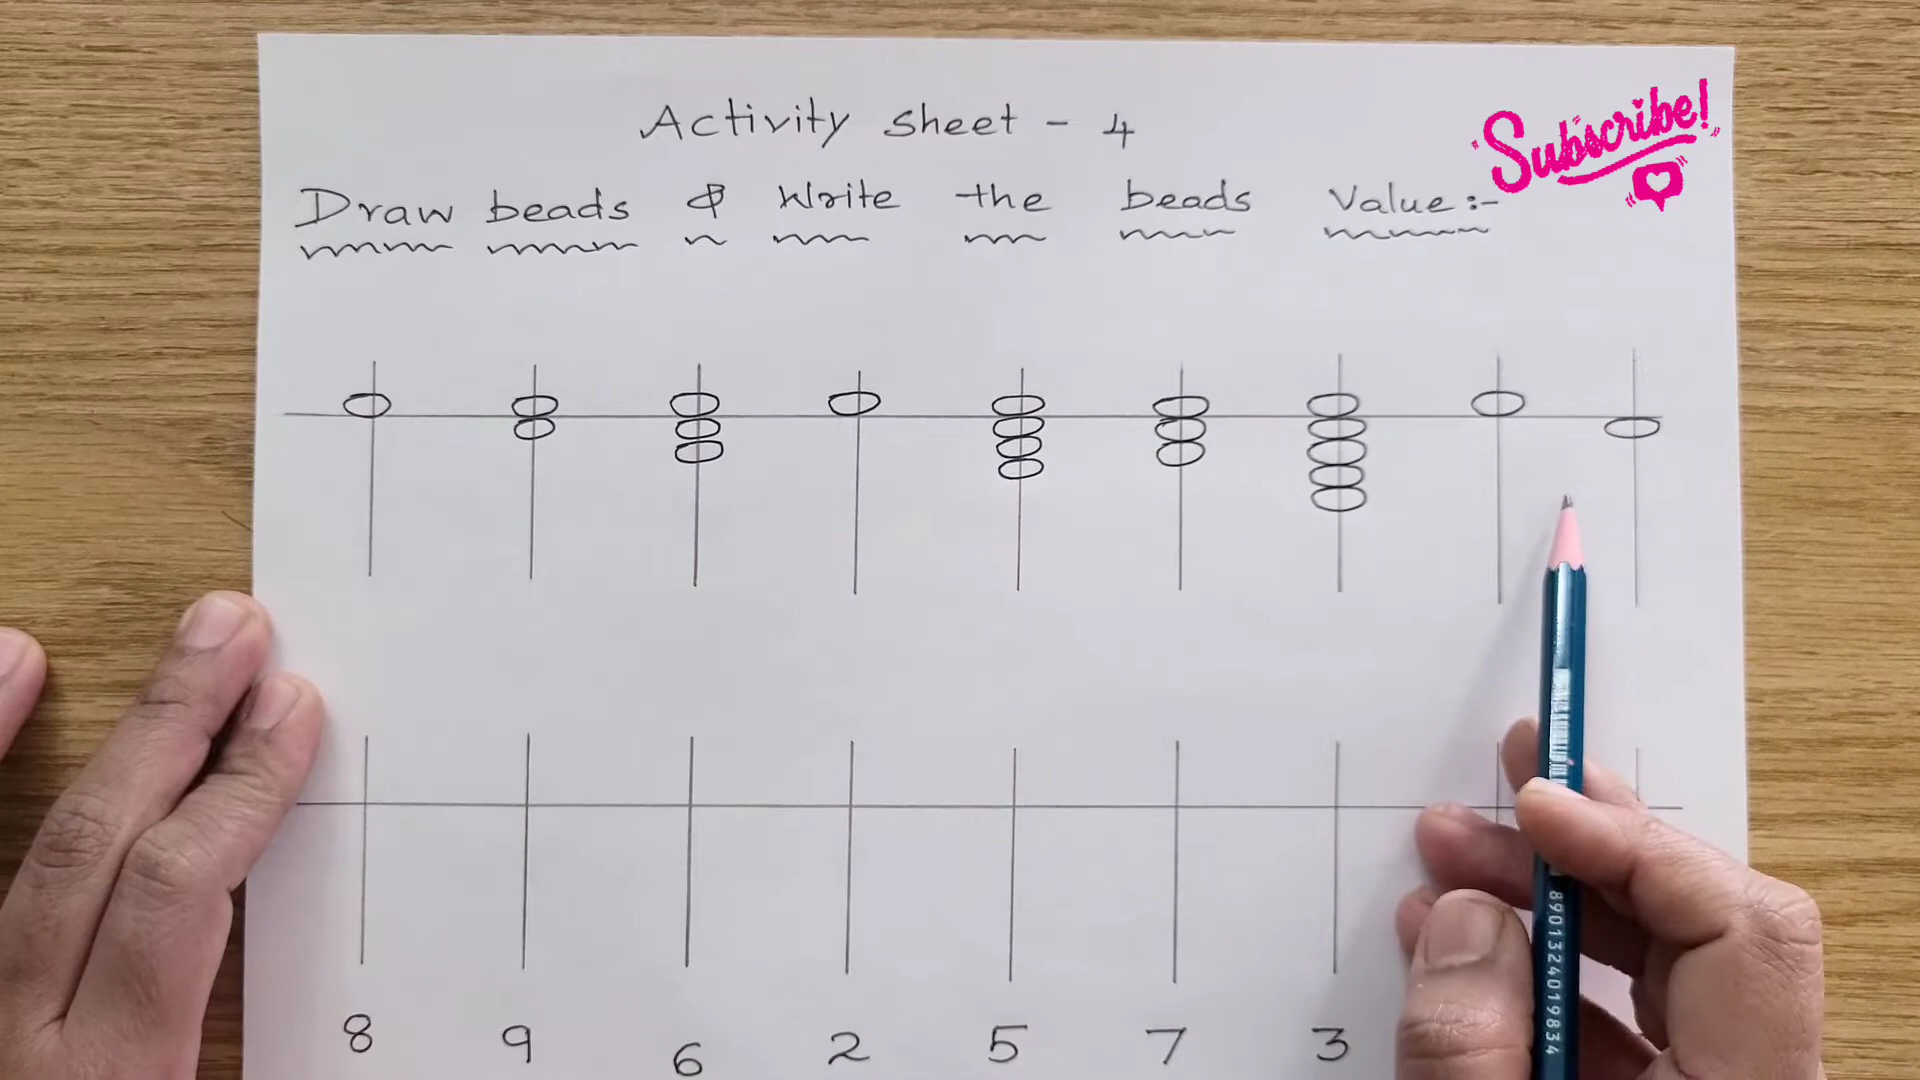 Activity sheet - 4
Subscribe!
Draw beads & Write the beads Value :-
8 9 6 2 5 7 3
8901324019834